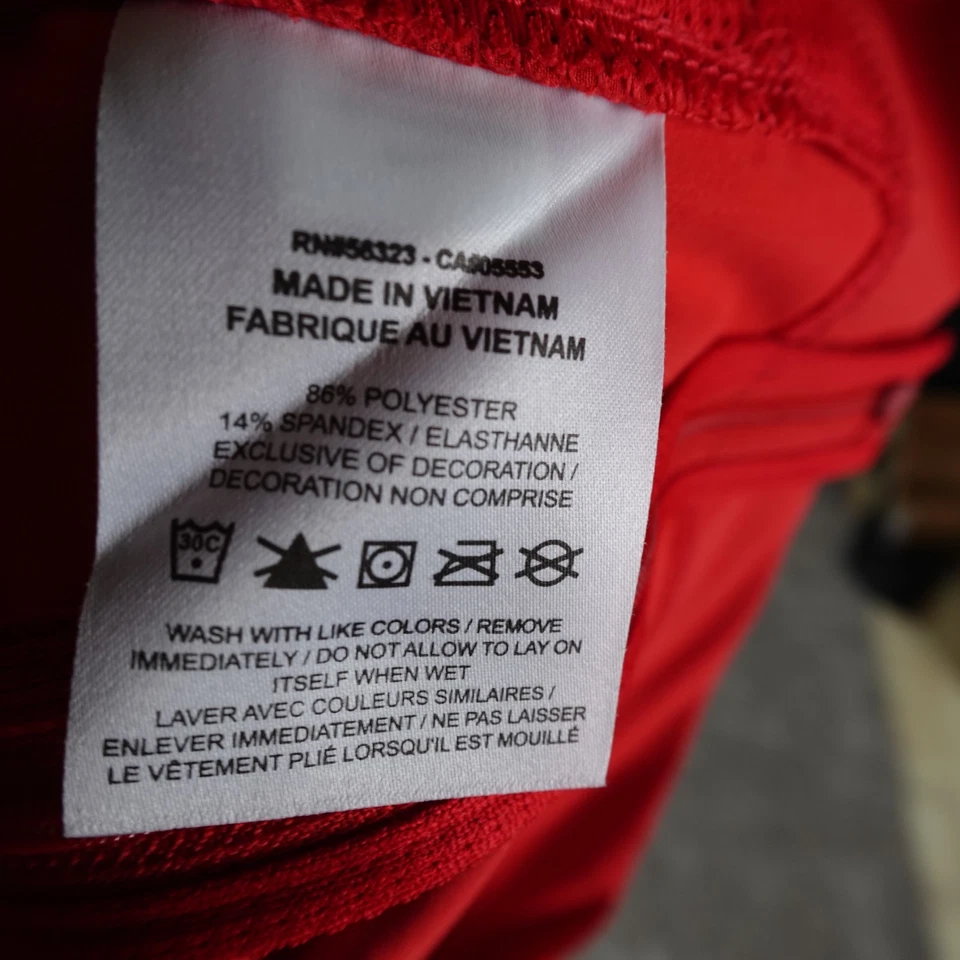 RN#56323 - CA#05553
MADE IN VIETNAM
FABRIQUE AU VIETNAM
86% POLYESTER
14% SPANDEX / ELASTHANNE
EXCLUSIVE OF DECORATION /
DECORATION NON COMPRISE
30C
WASH WITH LIKE COLORS / REMOVE
IMMEDIATELY / DO NOT ALLOW TO LAY ON
ITSELF WHEN WET
LAVER AVEC COULEURS SIMILAIRES /
ENLEVER IMMEDIATEMENT / NE PAS LAISSER
LE VÊTEMENT PLIÉ LORSQU'IL EST MOUILLÉ